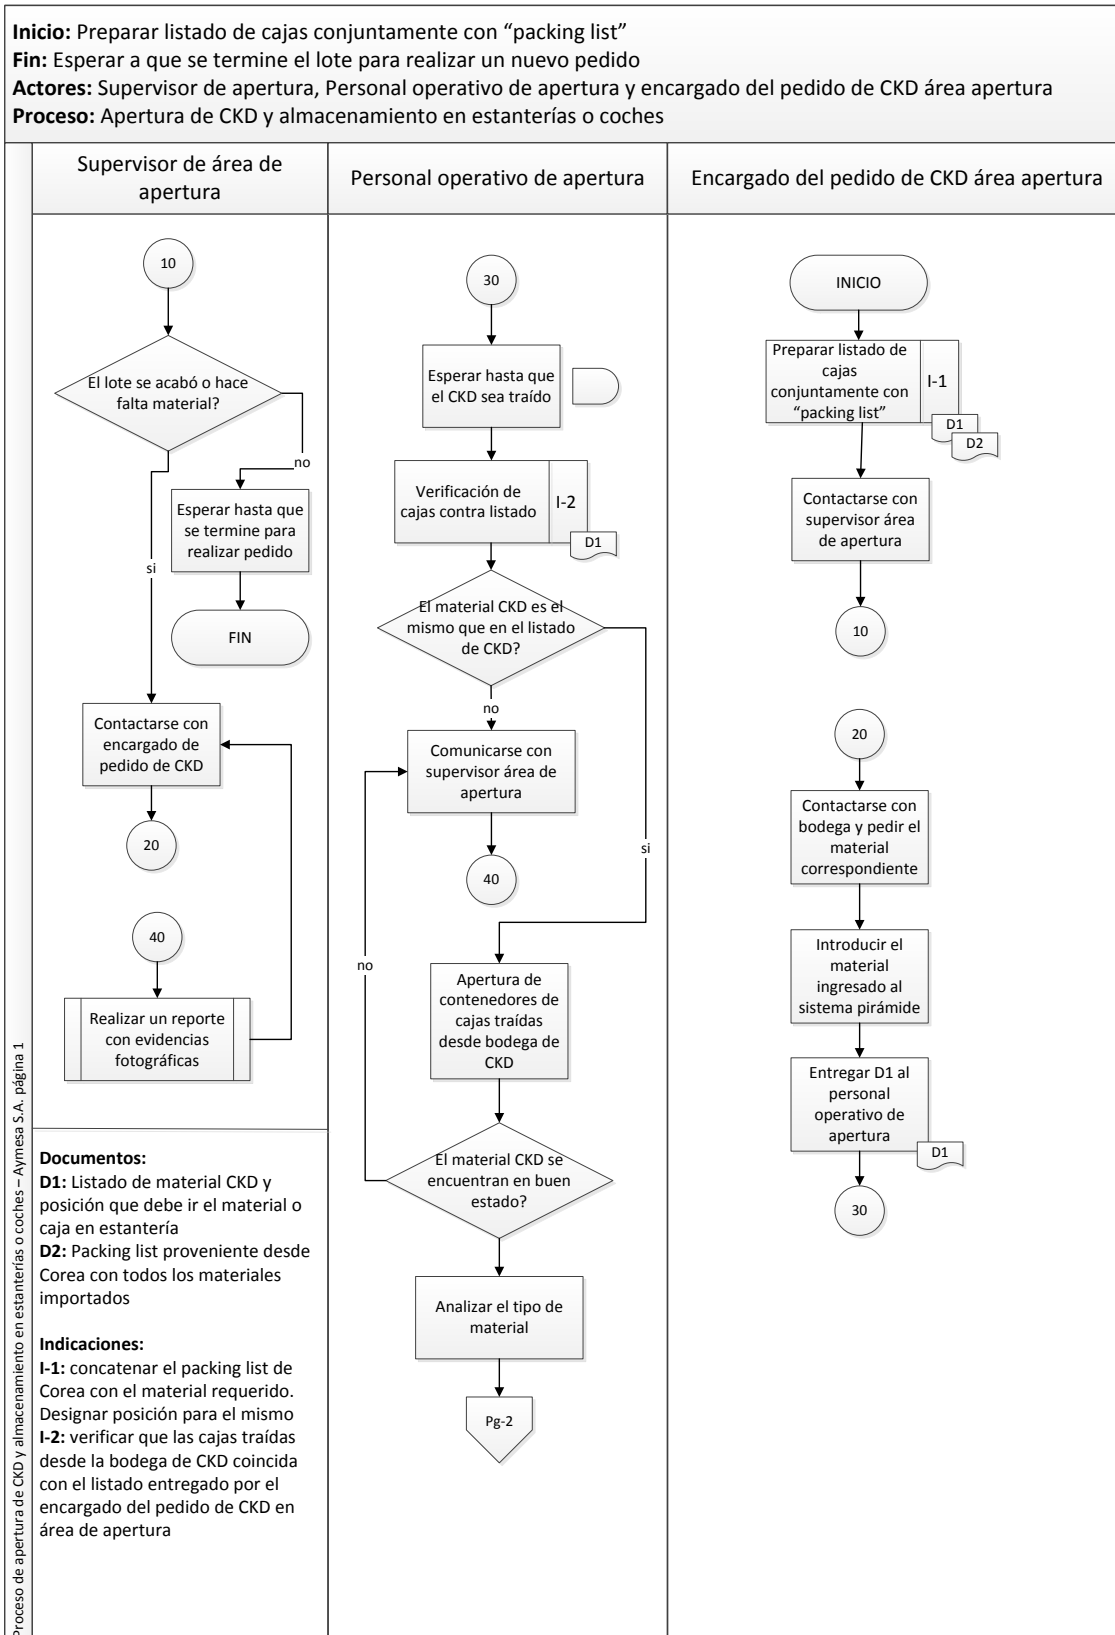 Inicio: Preparar listado de cajas conjuntamente con “packing list”
Fin: Esperar a que se termine el lote para realizar un nuevo pedido
Actores: Supervisor de apertura, Personal operativo de apertura y encargado del pedido de CKD área apertura
Proceso: Apertura de CKD y almacenamiento en estanterías o coches
Proceso de apertura de CKD y almacenamiento en estanterías o coches – Aymesa S.A. página 1
Supervisor de área de
apertura
10
El lote se acabó o hace
falta material?
no
si
Esperar hasta que
se termine para
realizar pedido
FIN
Contactarse con
encargado de
pedido de CKD
20
40
Realizar un reporte
con evidencias
fotográficas
Documentos:
D1: Listado de material CKD y
posición que debe ir el material o
caja en estantería
D2: Packing list proveniente desde
Corea con todos los materiales
importados
Indicaciones:
I-1: concatenar el packing list de
Corea con el material requerido.
Designar posición para el mismo
I-2: verificar que las cajas traídas
desde la bodega de CKD coincida
con el listado entregado por el
encargado del pedido de CKD en
área de apertura
Personal operativo de apertura
30
Esperar hasta que
el CKD sea traído
Verificación de
cajas contra listado
I-2
D1
El material CKD es el
mismo que en el listado
de CKD?
no
si
Comunicarse con
supervisor área de
apertura
40
no
Apertura de
contenedores de
cajas traídas
desde bodega de
CKD
El material CKD se
encuentran en buen
estado?
Analizar el tipo de
material
Pg-2
Encargado del pedido de CKD área apertura
INICIO
Preparar listado de
cajas
conjuntamente con
“packing list”
I-1
D1
D2
Contactarse con
supervisor área
de apertura
10
20
Contactarse con
bodega y pedir el
material
correspondiente
Introducir el
material
ingresado al
sistema pirámide
Entregar D1 al
personal
operativo de
apertura
D1
30